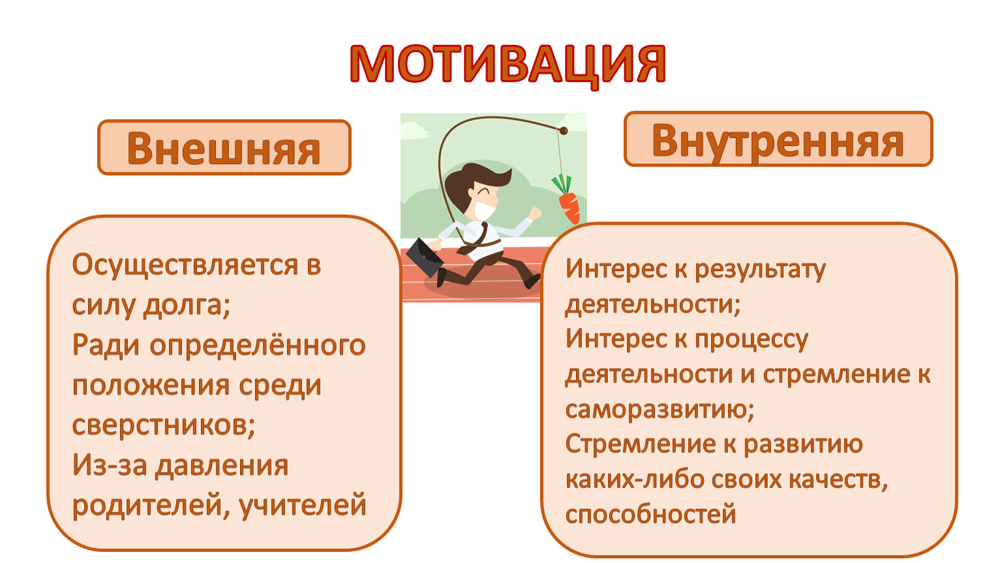 МОТИВАЦИЯ
Внешняя
Осуществляется в
силу долга;
Ради определённого
положения среди
сверстников;
Из-за давления
родителей, учителей
Внутренняя
Интерес к результату
деятельности;
Интерес к процессу
деятельности и стремление к
саморазвитию;
Стремление к развитию
каких-либо своих качеств,
способностей